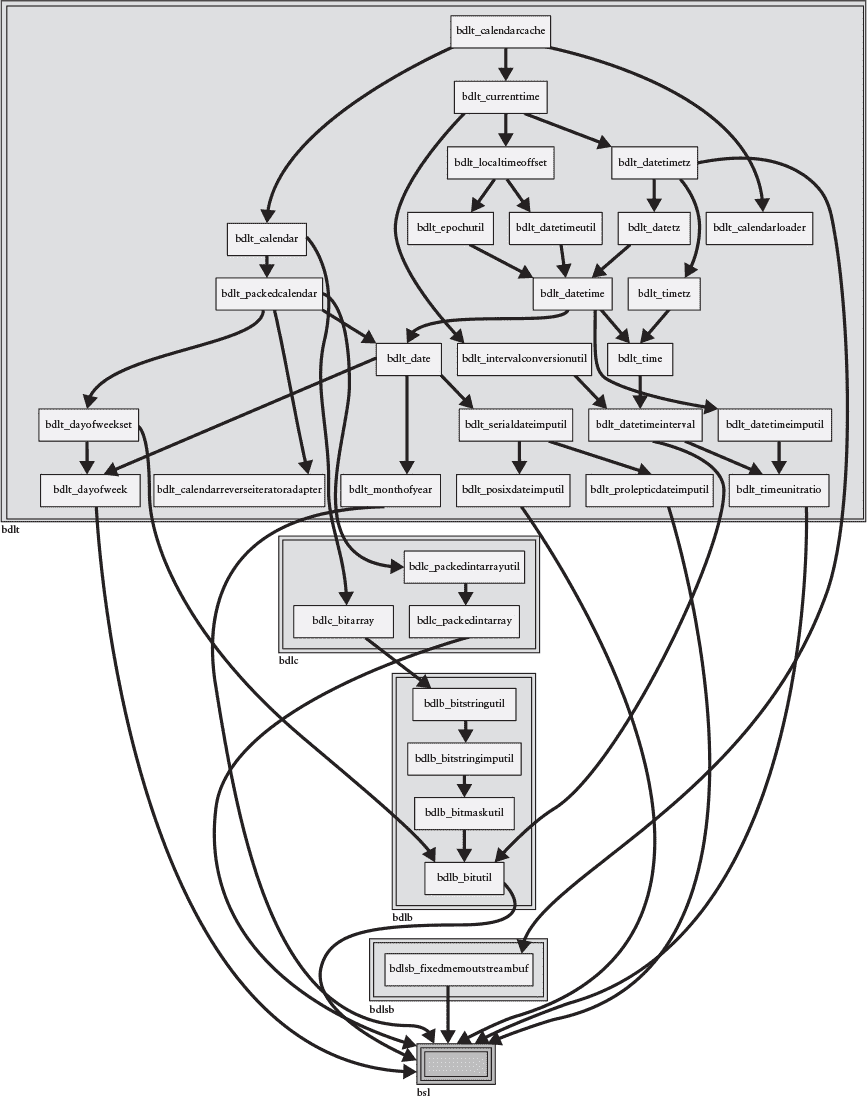 bdlt_calendarcache
bdlt_currenttime
bdlt_localtimeoffset
bdlt_datetimetz
bdlt_epochutil
bdlt_datetimeutil
bdlt_datetz
bdlt_calendarloader
bdlt_calendar
bdlt_packedcalendar
bdlt_datetime
bdlt_timetz
bdlt_date
bdlt_intervalconversionutil
bdlt_time
bdlt_dayofweekset
bdlt_serialdateimputil
bdlt_datetimeinterval
bdlt_datetimeimputil
bdlt_dayofweek
bdlt_calendarreverseiteratoradapter
bdlt_monthofyear
bdlt_posixdateimputil
bdlt_prolepticdateimputil
bdlt_timeunitratio
bdlt
bdlc_packedintarrayutil
bdlc_bitarray
bdlc_packedintarray
bdlc
bdlb_bitstringutil
bdlb_bitstringimputil
bdlb_bitmaskutil
bdlb_bitutil
bdlb
bdlsb_fixedmemoutstreambuf
bdlsb
bsl